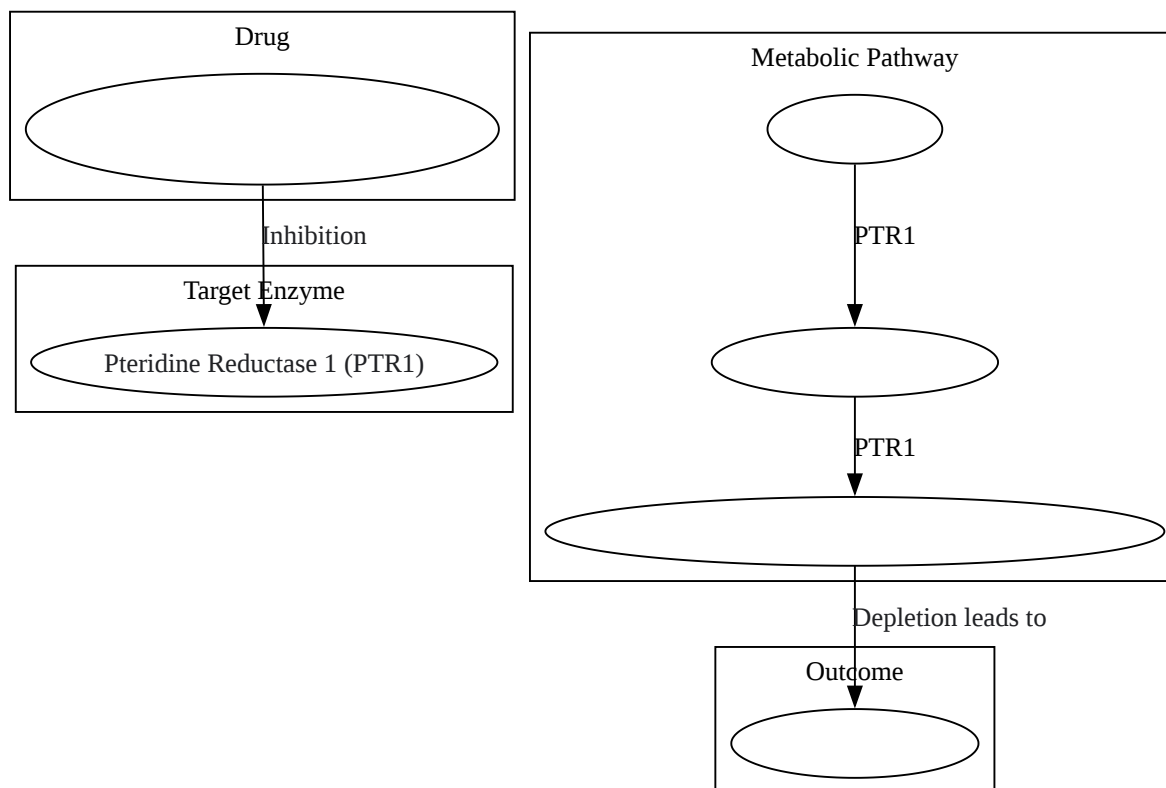 Drug
Inhibition
Target Enzyme
Pteridine Reductase 1 (PTR1)
Metabolic Pathway
PTR1
PTR1
Depletion leads to
Outcome